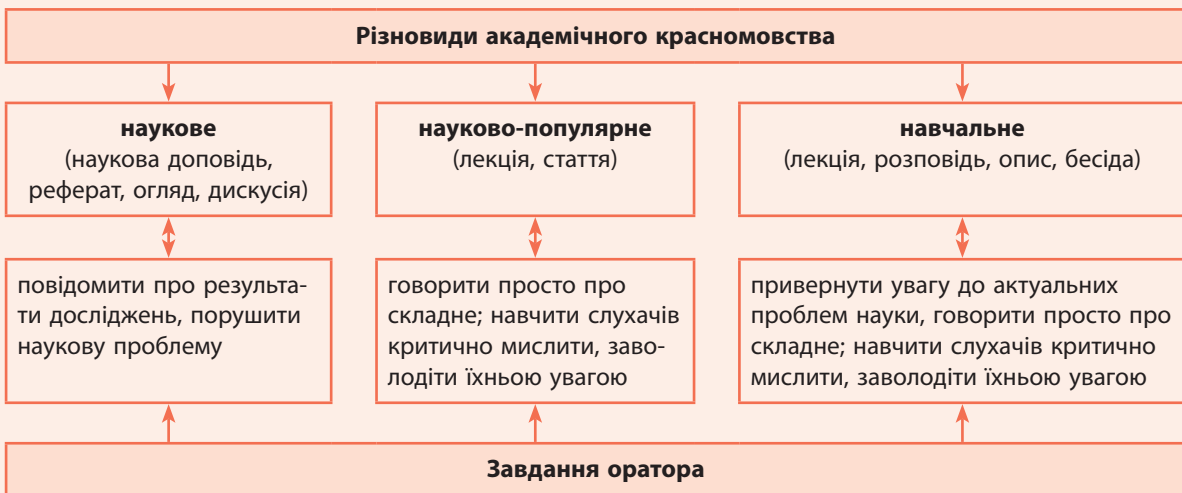 Різновиди академічного красномовства
наукове
(наукова доповідь,
реферат, огляд, дискусія)
науково-популярне
(лекція, стаття)
навчальне
(лекція, розповідь, опис, бесіда)
повідомити про результа-
ти досліджень, порушити
наукову проблему
говорити просто про
складне; навчити слухачів
критично мислити, заво-
лодіти їхньою увагою
привернути увагу до актуальних
проблем науки, говорити просто про
складне; навчити слухачів критично
мислити, заволодіти їхньою увагою
Завдання оратора